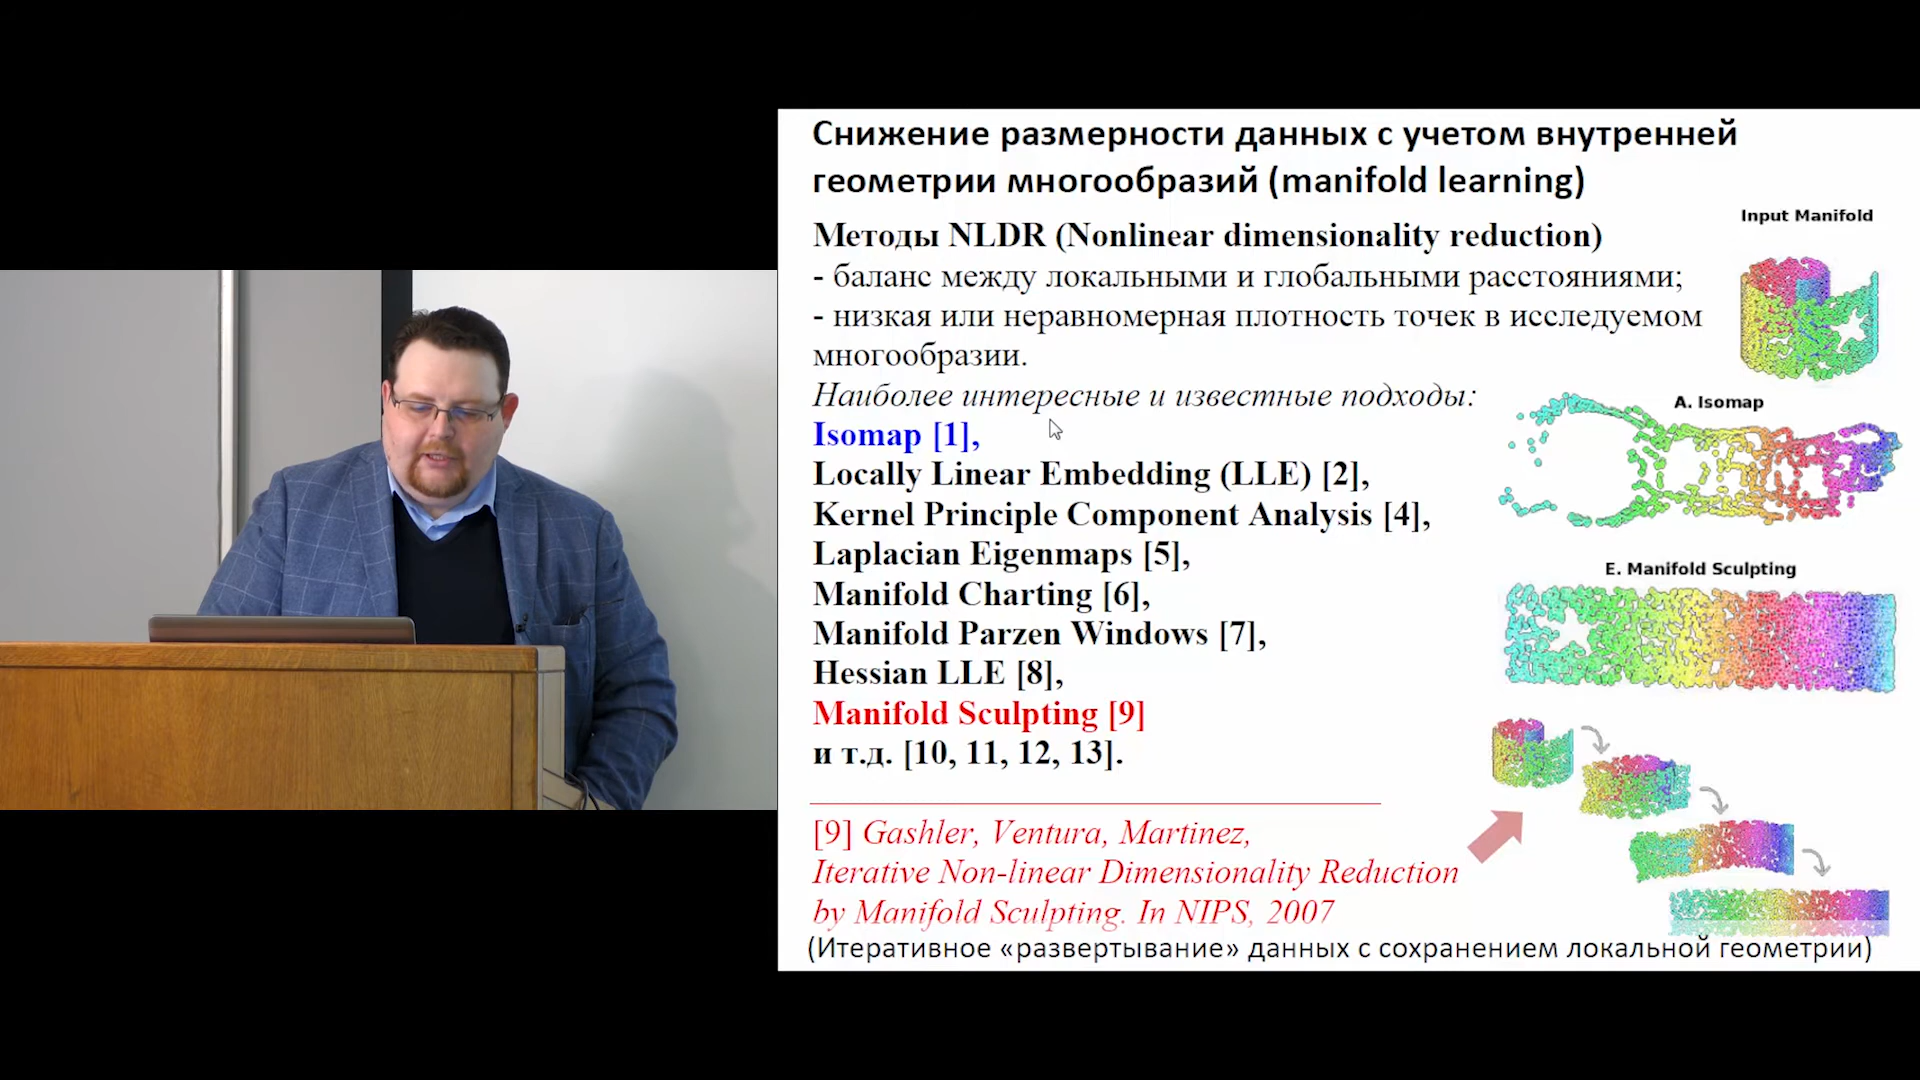 Снижение размерности данных с учетом внутренней
геометрии многообразий (manifold learning)
Методы NLDR (Nonlinear dimensionality reduction)
- баланс между локальными и глобальными расстояниями;
- низкая или неравномерная плотность точек в исследуемом
многообразии.
Наиболее интересные и известные подходы:
Isomap [1],
Locally Linear Embedding (LLE) [2],
Kernel Principle Component Analysis [4],
Laplacian Eigenmaps [5],
Manifold Charting [6],
Manifold Parzen Windows [7],
Hessian LLE [8],
Manifold Sculpting [9]
и т.д. [10, 11, 12, 13].
Input Manifold
A. Isomap
E. Manifold Sculpting
[9] Gashler, Ventura, Martinez,
Iterative Non-linear Dimensionality Reduction
by Manifold Sculpting. In NIPS, 2007
(Итеративное «развертывание» данных с сохранением локальной геометрии)